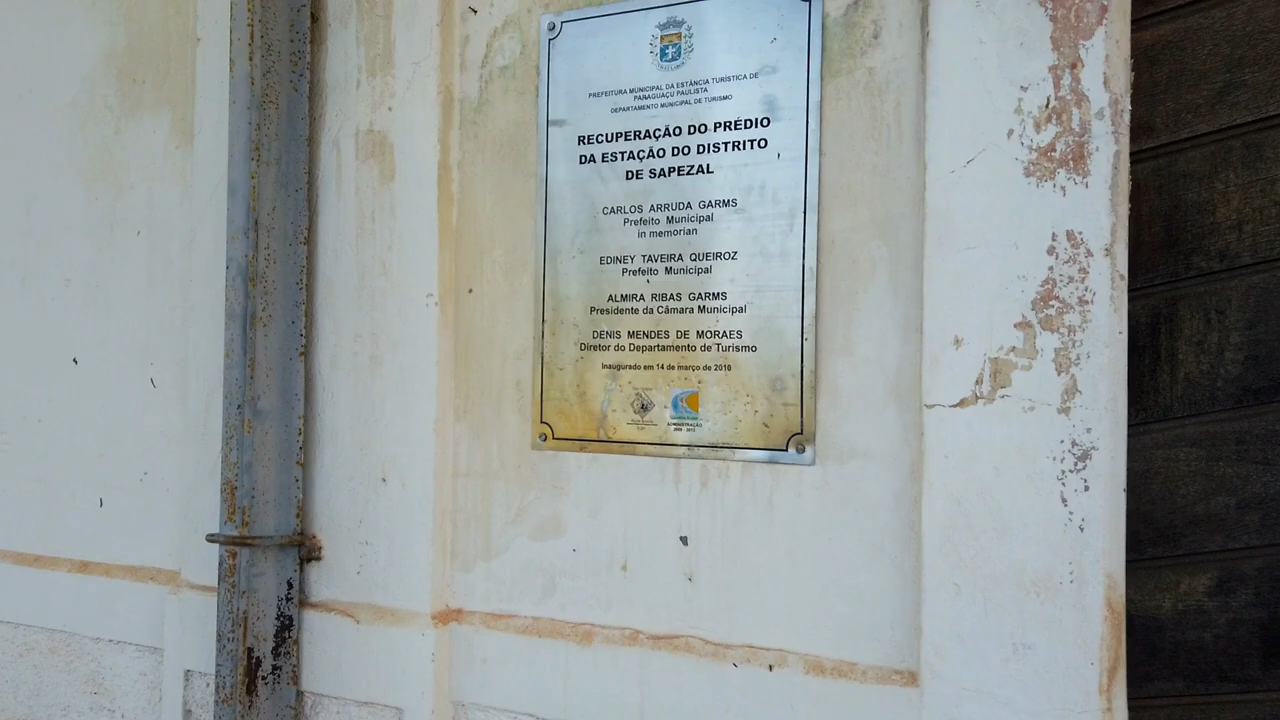 PREFEITURA MUNICIPAL DA ESTÂNCIA TURÍSTICA DE
PARAGUAÇU PAULISTA
DEPARTAMENTO MUNICIPAL DE TURISMO
RECUPERAÇÃO DO PRÉDIO
DA ESTAÇÃO DO DISTRITO
DE SAPEZAL
CARLOS ARRUDA GARMS
Prefeito Municipal
in memorian
EDINEY TAVEIRA QUEIROZ
Prefeito Municipal
ALMIRA RIBAS GARMS
Presidente da Câmara Municipal
DENIS MENDES DE MORAES
Diretor do Departamento de Turismo
Inaugurado em 14 de março de 2010
ADMINISTRAÇÃO
2009 - 2012